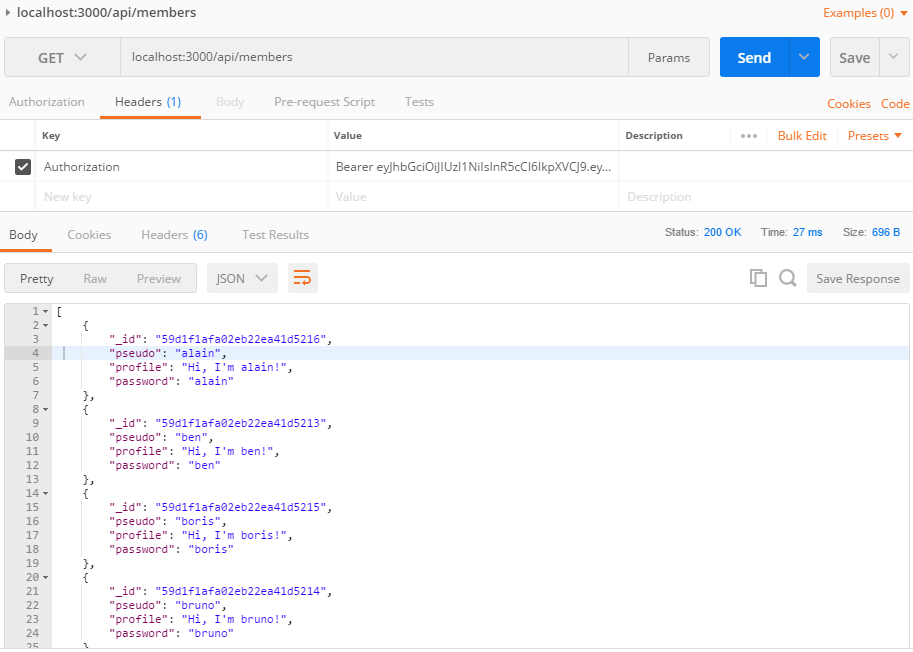 localhost:3000/api/members Examples (0)
GET localhost:3000/api/members Params Send Save
Authorization Headers (1) Body Pre-request Script Tests Cookies Code
Key Value Description ••• Bulk Edit Presets
Authorization Bearer eyJhbGciOiJIUzI1NiIsInR5cCI6IkpXVCJ9.ey...
New key Value Description
Body Cookies Headers (6) Test Results Status: 200 OK Time: 27 ms Size: 696 B
Pretty Raw Preview JSON Save Response
1 [
2 {
3 "_id": "59d1f1afa02eb22ea41d5216",
4 "pseudo": "alain",
5 "profile": "Hi, I'm alain!",
6 "password": "alain"
7 },
8 {
9 "_id": "59d1f1afa02eb22ea41d5213",
10 "pseudo": "ben",
11 "profile": "Hi, I'm ben!",
12 "password": "ben"
13 },
14 {
15 "_id": "59d1f1afa02eb22ea41d5215",
16 "pseudo": "boris",
17 "profile": "Hi, I'm boris!",
18 "password": "boris"
19 },
20 {
21 "_id": "59d1f1afa02eb22ea41d5214",
22 "pseudo": "bruno",
23 "profile": "Hi, I'm bruno!",
24 "password": "bruno"
25 }